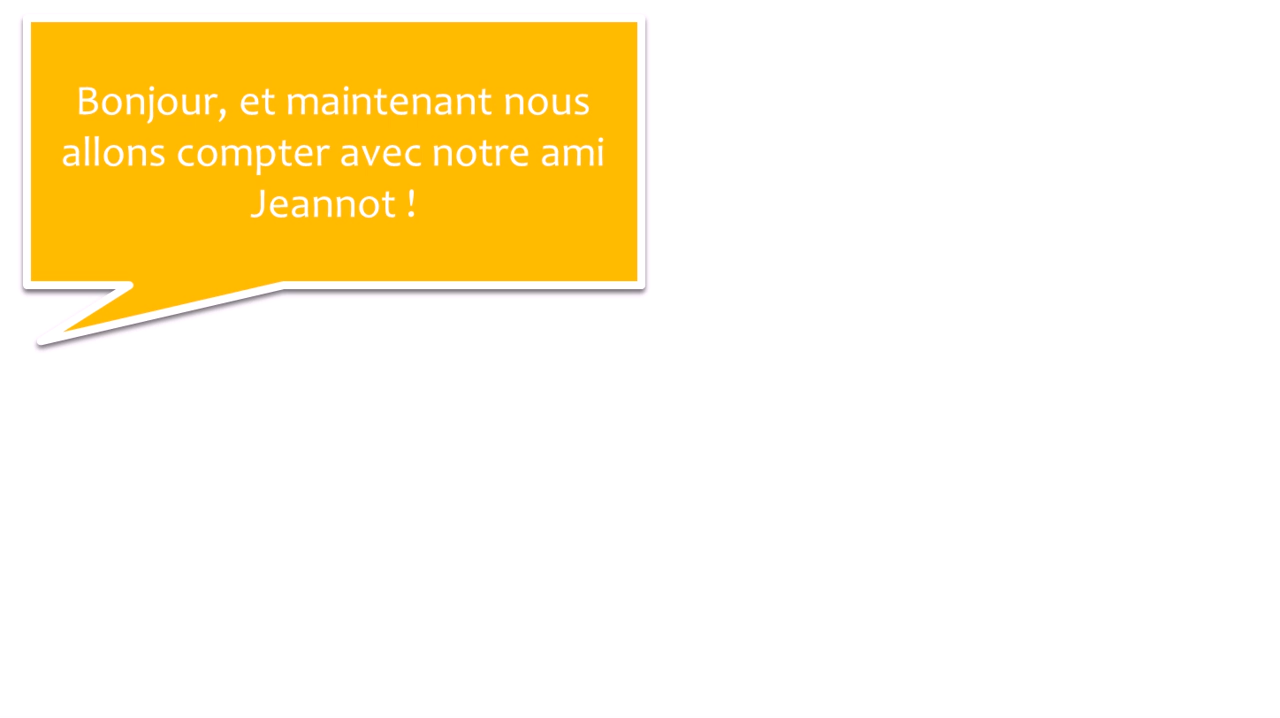 Bonjour, et maintenant nous
allons compter avec notre ami
Jeannot !